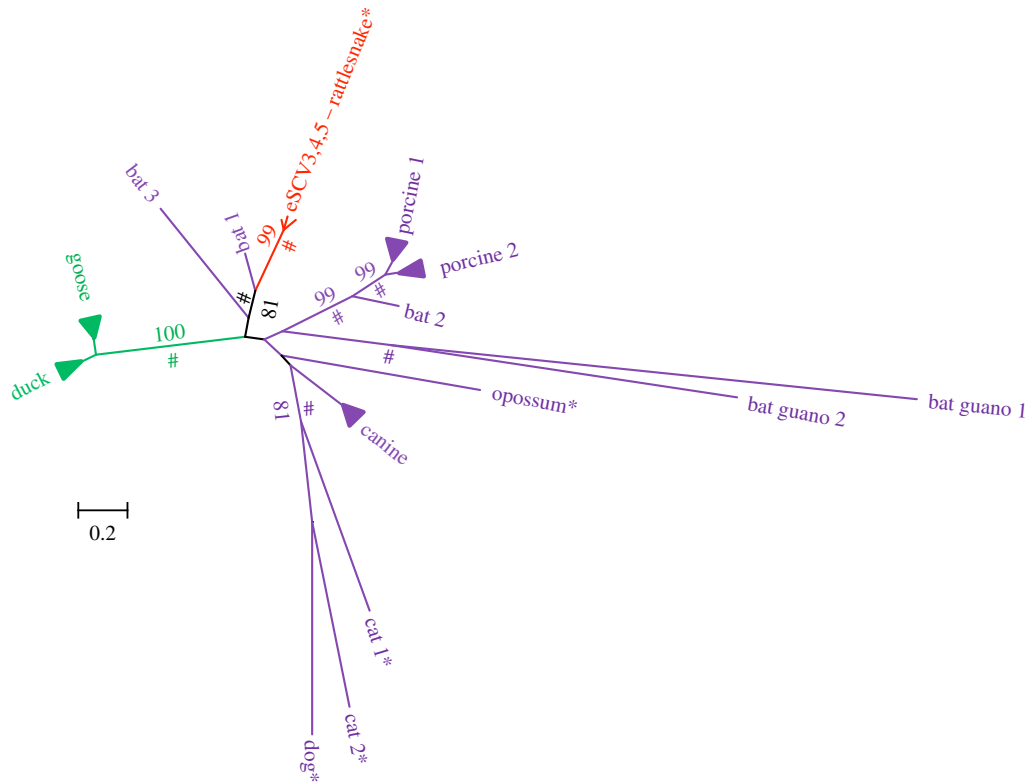 eSCV3,4,5 – rattlesnake*
99
#
bat 3
bat 1
porcine 1
porcine 2
99
#
99
#
bat 2
goose
duck
100
#
#
81
#
opossum*
bat guano 2
bat guano 1
81
#
canine
0.2
cat 1*
cat 2*
dog*